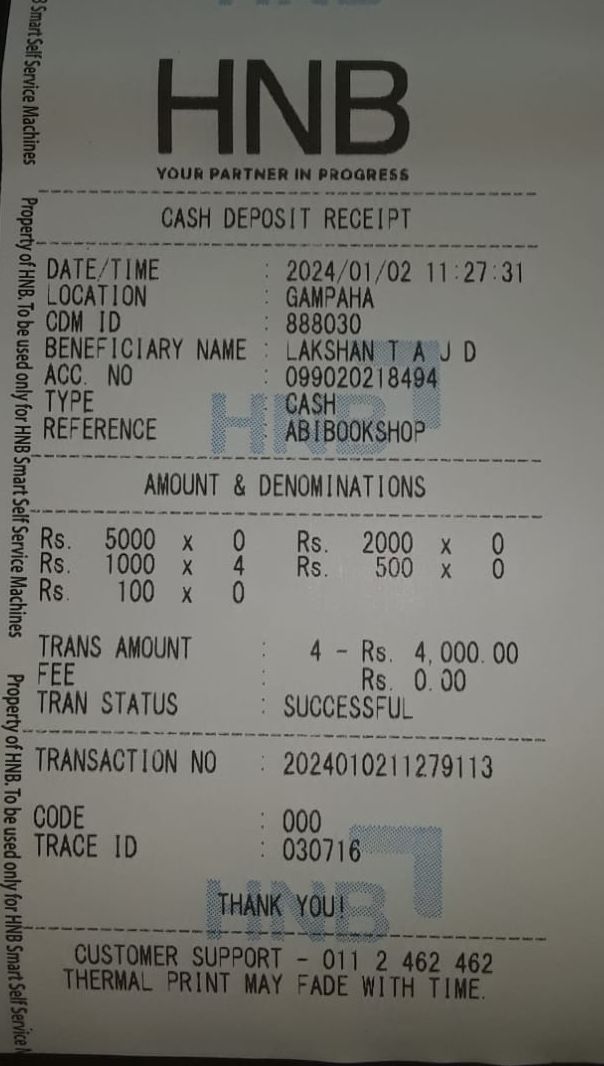 HNB
YOUR PARTNER IN PROGRESS
CASH DEPOSIT RECEIPT
DATE/TIME : 2024/01/02 11:27:31
LOCATION : GAMPAHA
CDM ID : 888030
BENEFICIARY NAME : LAKSHAN T A J D
ACC. NO : 099020218494
TYPE : CASH
REFERENCE : ABIBOOKSHOP
HNB
AMOUNT & DENOMINATIONS
Rs. 5000 x 0 Rs. 2000 x 0
Rs. 1000 x 4 Rs. 500 x 0
Rs. 100 x 0
TRANS AMOUNT : 4 - Rs. 4,000.00
FEE : Rs. 0.00
TRAN STATUS : SUCCESSFUL
TRANSACTION NO : 2024010211279113
CODE : 000
TRACE ID : 030716
HNB
THANK YOU!
CUSTOMER SUPPORT - 011 2 462 462
THERMAL PRINT MAY FADE WITH TIME.
Smart Self Service Machines
Property of HNB. To be used only for HNB Smart Self Service Machines
Property of HNB. To be used only for HNB Smart Self Service